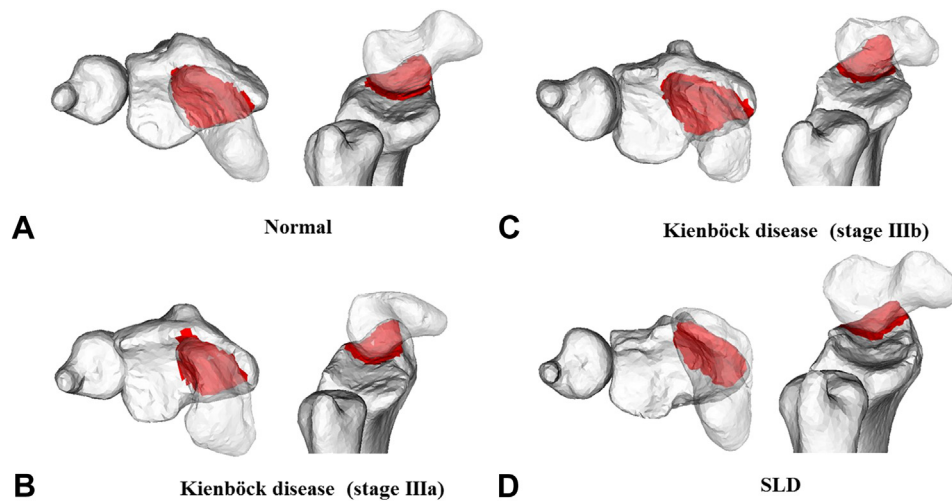 A
Normal
C
Kienböck disease (stage IIIb)
B
Kienböck disease (stage IIIa)
D
SLD